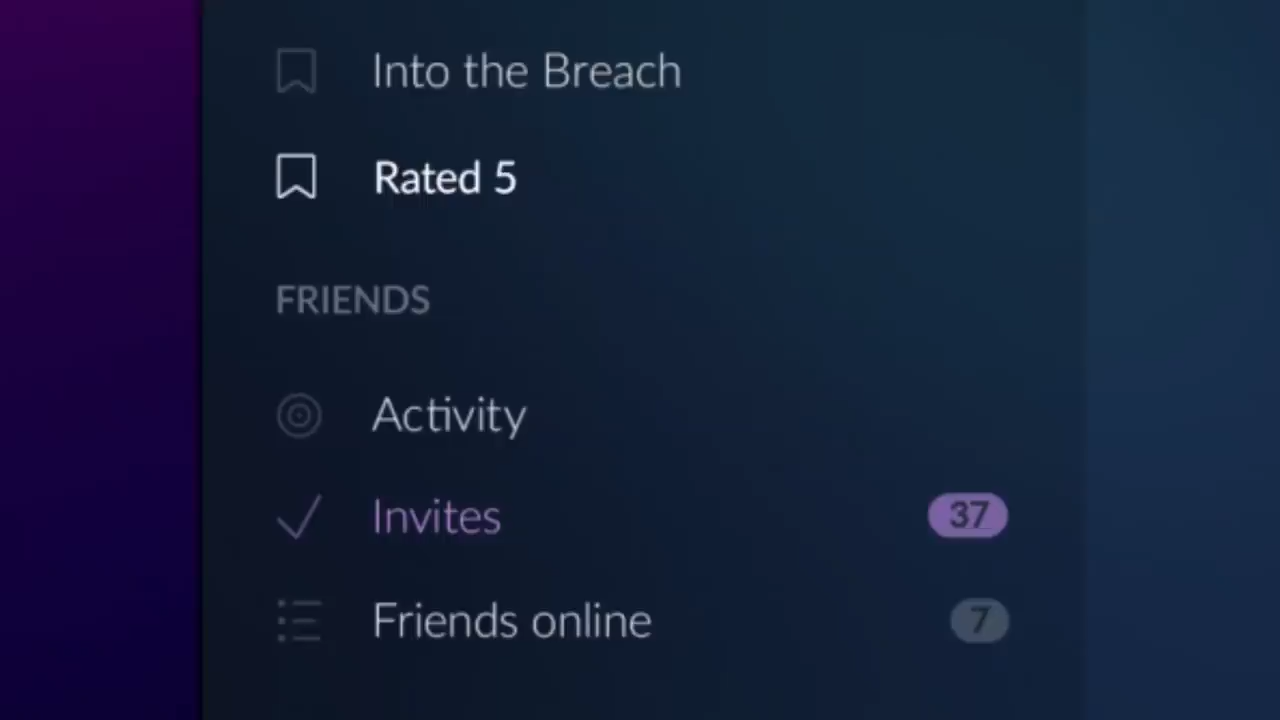 Into the Breach
Rated 5
FRIENDS
Activity
Invites 37
Friends online 7